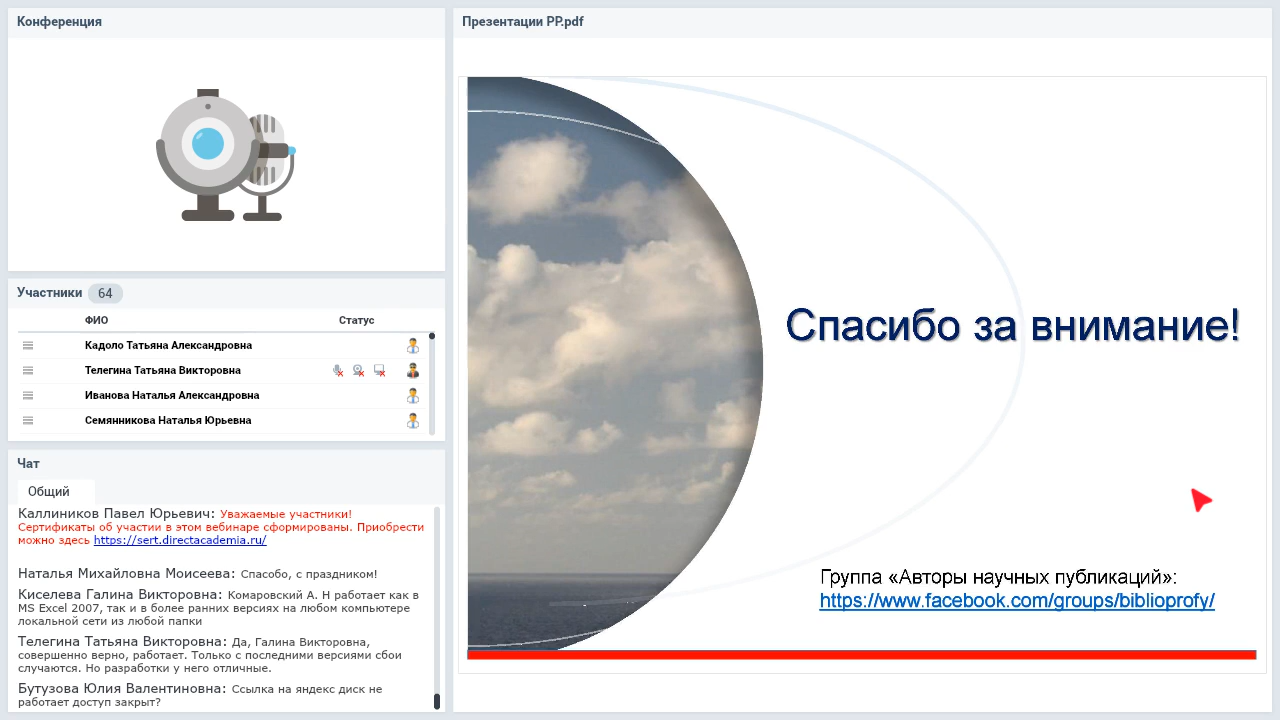 Конференция
Участники 64
ФИО Статус
Кадоло Татьяна Александровна
Телегина Татьяна Викторовна
Иванова Наталья Александровна
Семянникова Наталья Юрьевна
Чат
Общий
Каллиников Павел Юрьевич: Уважаемые участники!
Сертификаты об участии в этом вебинаре сформированы. Приобрести
можно здесь https://sert.directacademia.ru/
Наталья Михайловна Моисеева: Спасобо, с праздником!
Киселева Галина Викторовна: Комаровский А. Н работает как в
MS Excel 2007, так и в более ранних версиях на любом компьютере
локальной сети из любой папки
Телегина Татьяна Викторовна: Да, Галина Викторовна,
совершенно верно, работает. Только с последними версиями сбои
случаются. Но разработки у него отличные.
Бутузова Юлия Валентиновна: Ссылка на яндекс диск не
работает доступ закрыт?
Презентации РР.pdf
Спасибо за внимание!
Группа «Авторы научных публикаций»:
https://www.facebook.com/groups/biblioprofy/